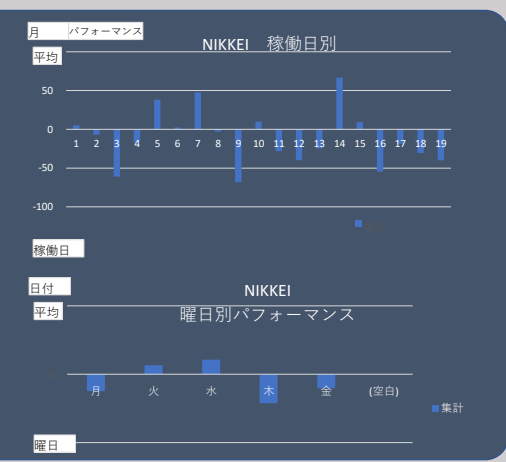 月 パフォーマンス
NIKKEI 稼働日別
平均
50
0
1 2 3 4 5 6 7 8 9 10 11 12 13 14 15 16 17 18 19
-50
-100
稼働日
日付
NIKKEI
平均
曜日別パフォーマンス
月 火 水 木 金 (空白)
集計
曜日